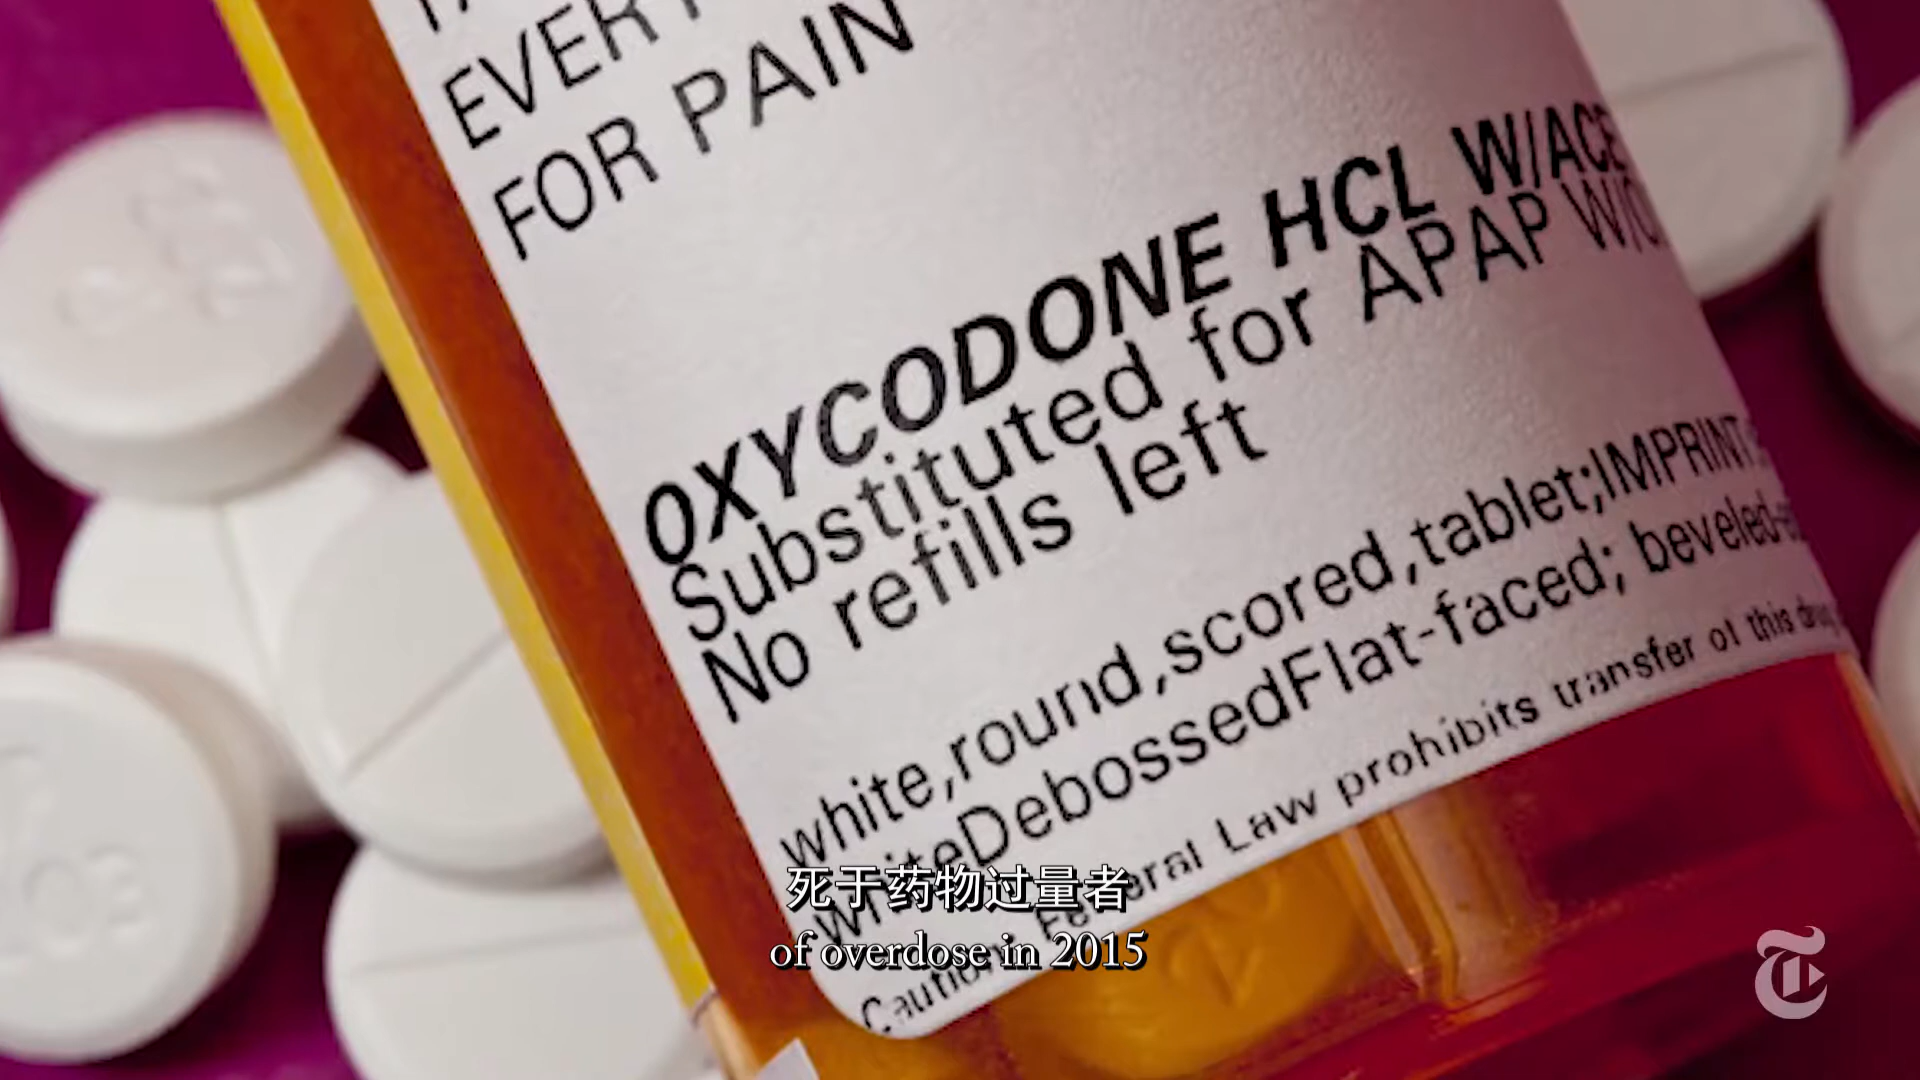 EVERY
FOR PAIN
OXYCODONE HCL W/ACE
Substituted for APAP W/O
No refills left
white,round,scored,tablet;IMPRINT:
WhiteDebossedFlat-faced; beveled-e
Caution: Federal Law prohibits transfer of this drug
死于药物过量者
of overdose in 2015